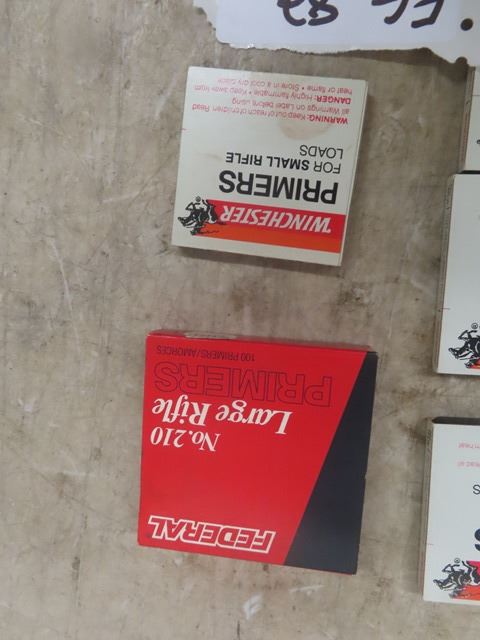 WINCHESTER
PRIMERS
FOR SMALL RIFLE
LOADS
WARNING: Keep out of reach of children Read
all Warnings on Label before using
DANGER: Highly flammable • Keep away from
heat or flame • Store in a cool dry place
FEDERAL
No. 210
Large Rifle
PRIMERS
100 PRIMERS/AMORCES